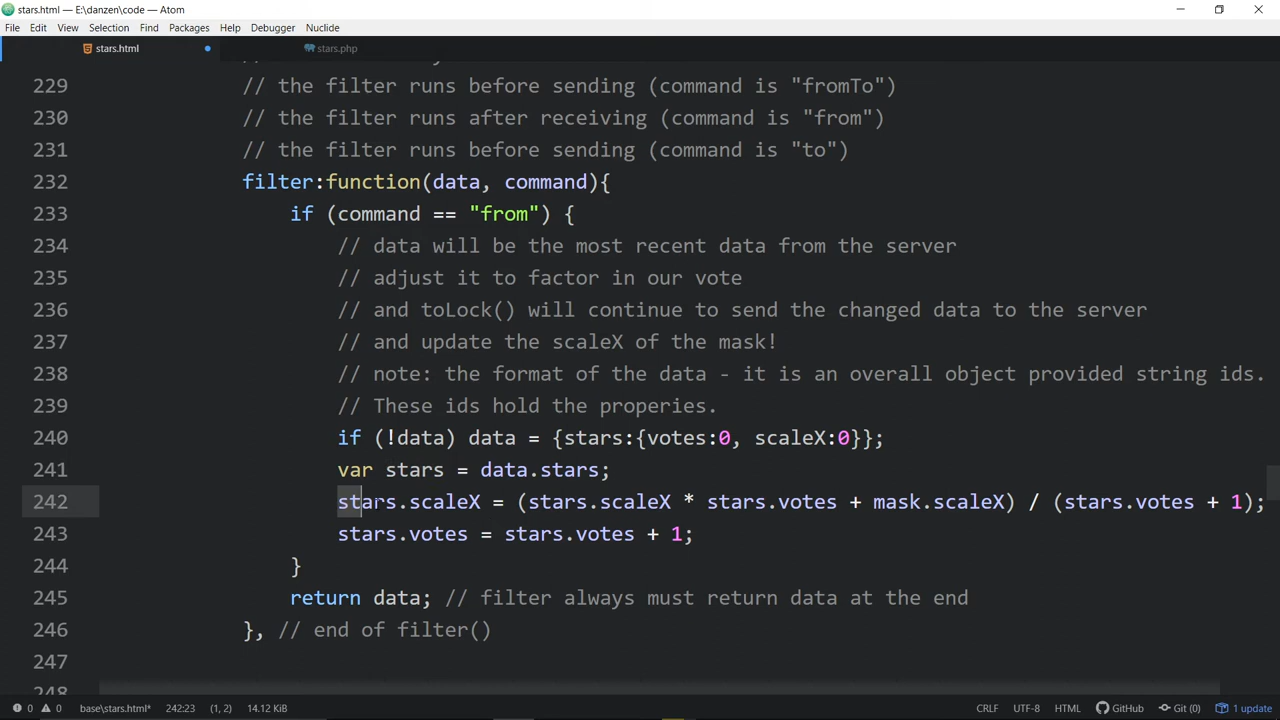 stars.html — E:\danzen\code — Atom
File Edit View Selection Find Packages Help Debugger Nuclide
stars.html stars.php
229 // the filter runs before sending (command is "fromTo")
230 // the filter runs after receiving (command is "from")
231 // the filter runs before sending (command is "to")
232 filter:function(data, command){
233 if (command == "from") {
234 // data will be the most recent data from the server
235 // adjust it to factor in our vote
236 // and toLock() will continue to send the changed data to the server
237 // and update the scaleX of the mask!
238 // note: the format of the data - it is an overall object provided string ids.
239 // These ids hold the properies.
240 if (!data) data = {stars:{votes:0, scaleX:0}};
241 var stars = data.stars;
242 stars.scaleX = (stars.scaleX * stars.votes + mask.scaleX) / (stars.votes + 1);
243 stars.votes = stars.votes + 1;
244 }
245 return data; // filter always must return data at the end
246 }, // end of filter()
247
248
0 0 base\stars.html* 242:23 (1, 2) 14.12 KiB CRLF UTF-8 HTML GitHub Git (0) 1 update